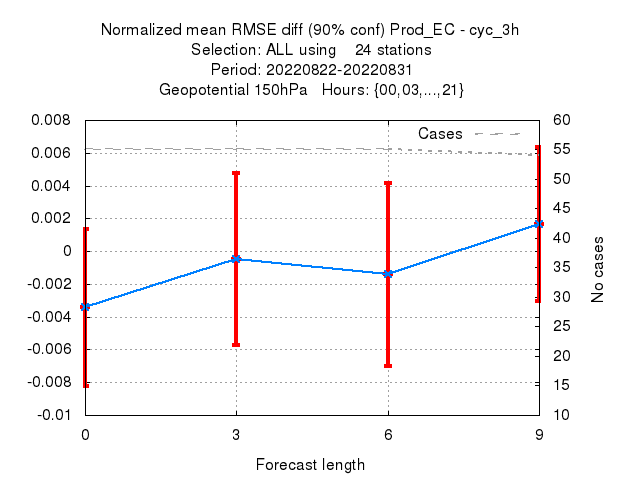 Normalized mean RMSE diff (90% conf) Prod_EC - cyc_3h
Selection: ALL using    24 stations
Period: 20220822-20220831
Geopotential 150hPa   Hours: {00,03,...,21}
Cases
0.008
0.006
0.004
0.002
0
-0.002
-0.004
-0.006
-0.008
-0.01
60
55
50
45
40
35
30
25
20
15
10
No cases
0 3 6 9
Forecast length